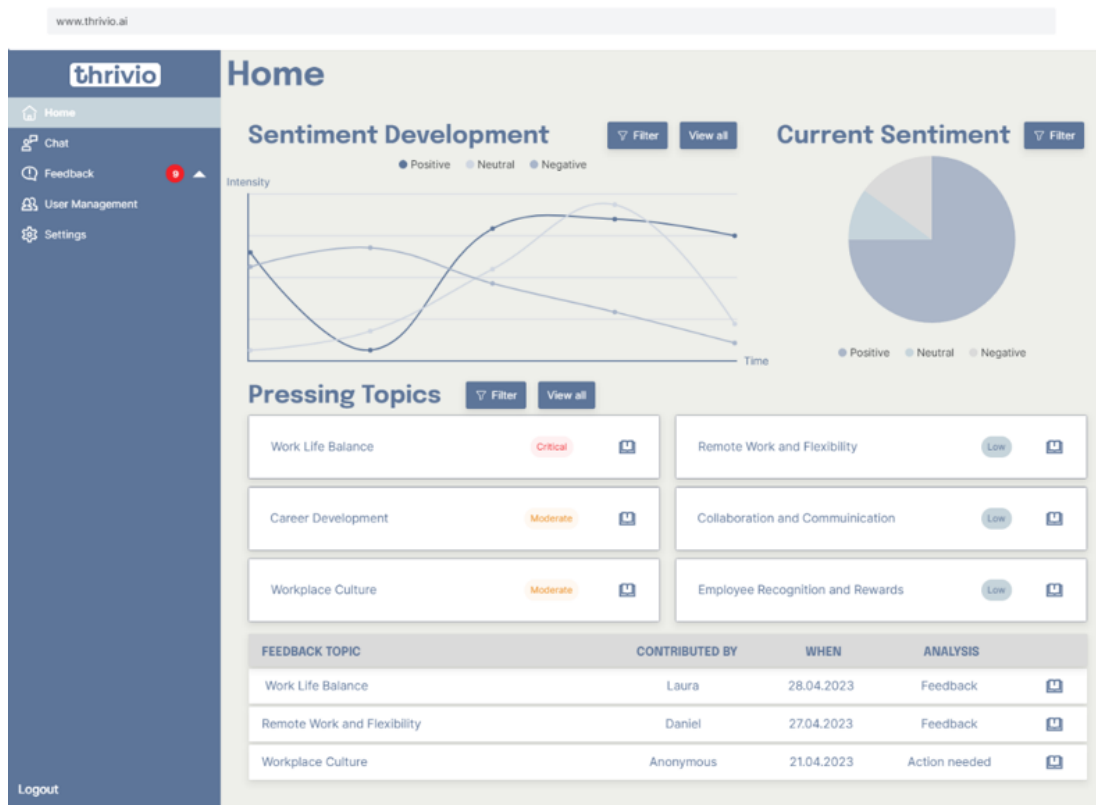 www.thrivio.ai
thrivio
Home
Chat
Feedback 9
User Management
Settings
Logout
Home
Sentiment Development Filter View all
Positive Neutral Negative
Intensity
Time
Current Sentiment Filter
Positive Neutral Negative
Pressing Topics Filter View all
Work Life Balance Critical
Remote Work and Flexibility Low
Career Development Moderate
Collaboration and Commuinication Low
Workplace Culture Moderate
Employee Recognition and Rewards Low
FEEDBACK TOPIC CONTRIBUTED BY WHEN ANALYSIS
Work Life Balance Laura 28.04.2023 Feedback
Remote Work and Flexibility Daniel 27.04.2023 Feedback
Workplace Culture Anonymous 21.04.2023 Action needed